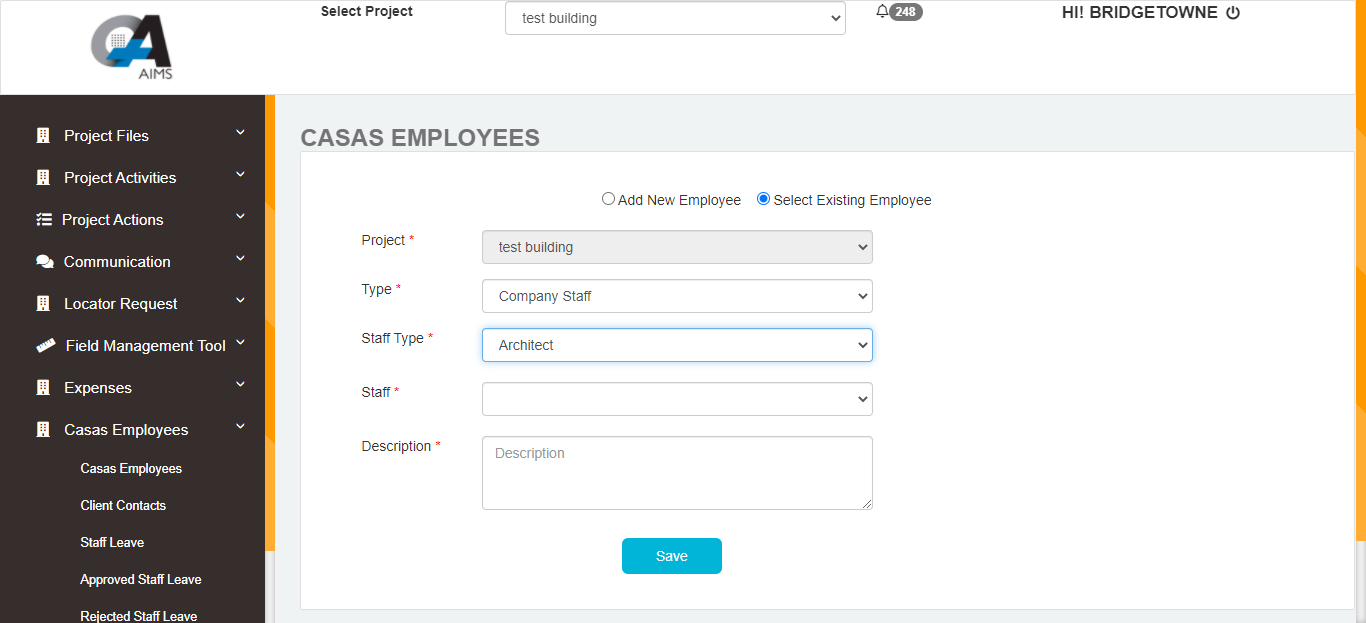 Select Project
test building
248
HI! BRIDGETOWNE
AIMS
Project Files
Project Activities
Project Actions
Communication
Locator Request
Field Management Tool
Expenses
Casas Employees
Casas Employees
Client Contacts
Staff Leave
Approved Staff Leave
Rejected Staff Leave
CASAS EMPLOYEES
Add New Employee Select Existing Employee
Project * test building
Type * Company Staff
Staff Type * Architect
Staff *
Description * Description
Save